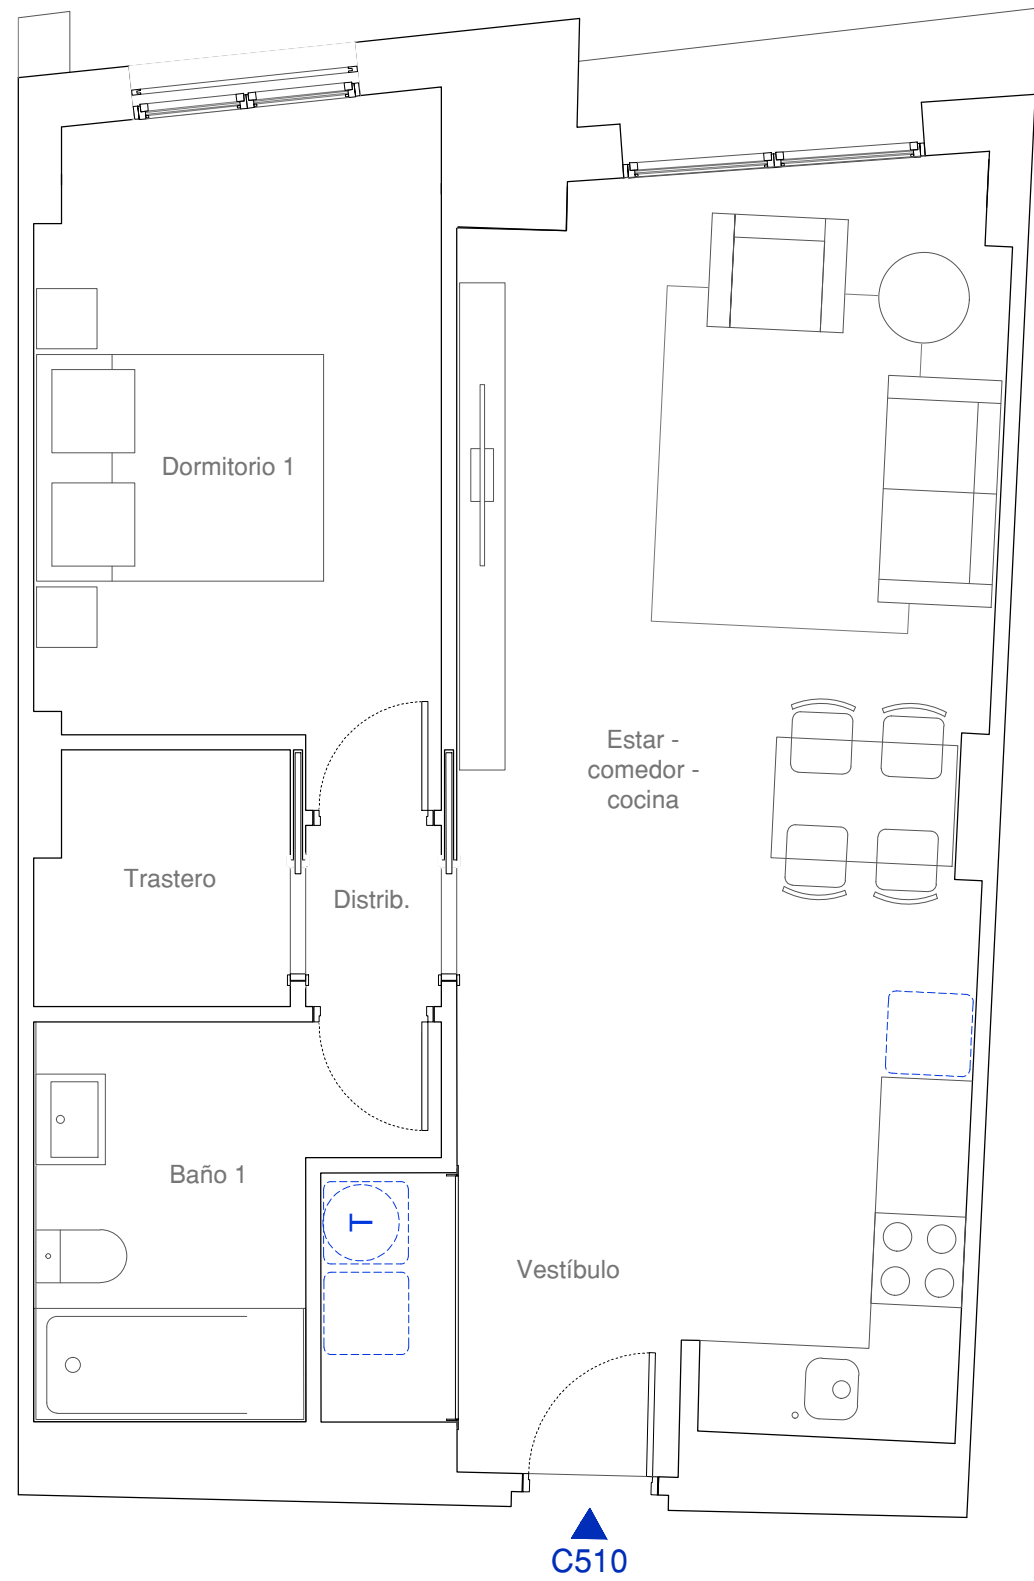 Dormitorio 1
Estar -
comedor -
cocina
Trastero
Distrib.
Baño 1
T
Vestíbulo
C510